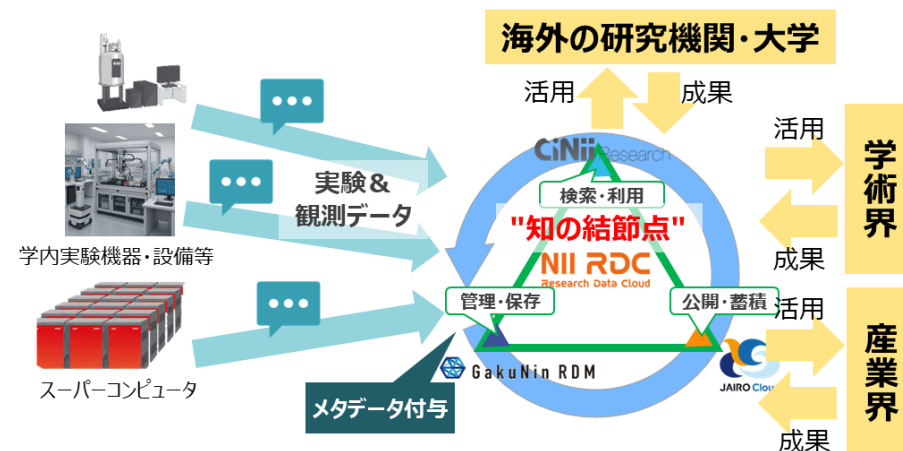 海外の研究機関・大学
活用
成果
学内実験機器・設備等
実験＆
観測データ
CiNii Research
検索・利用
"知の結節点"
NII RDC
Research Data Cloud
管理・保存
公開・蓄積
活用
学術界
成果
スーパーコンピュータ
メタデータ付与
GakuNin RDM
JAIRO Cloud
活用
産業界
成果